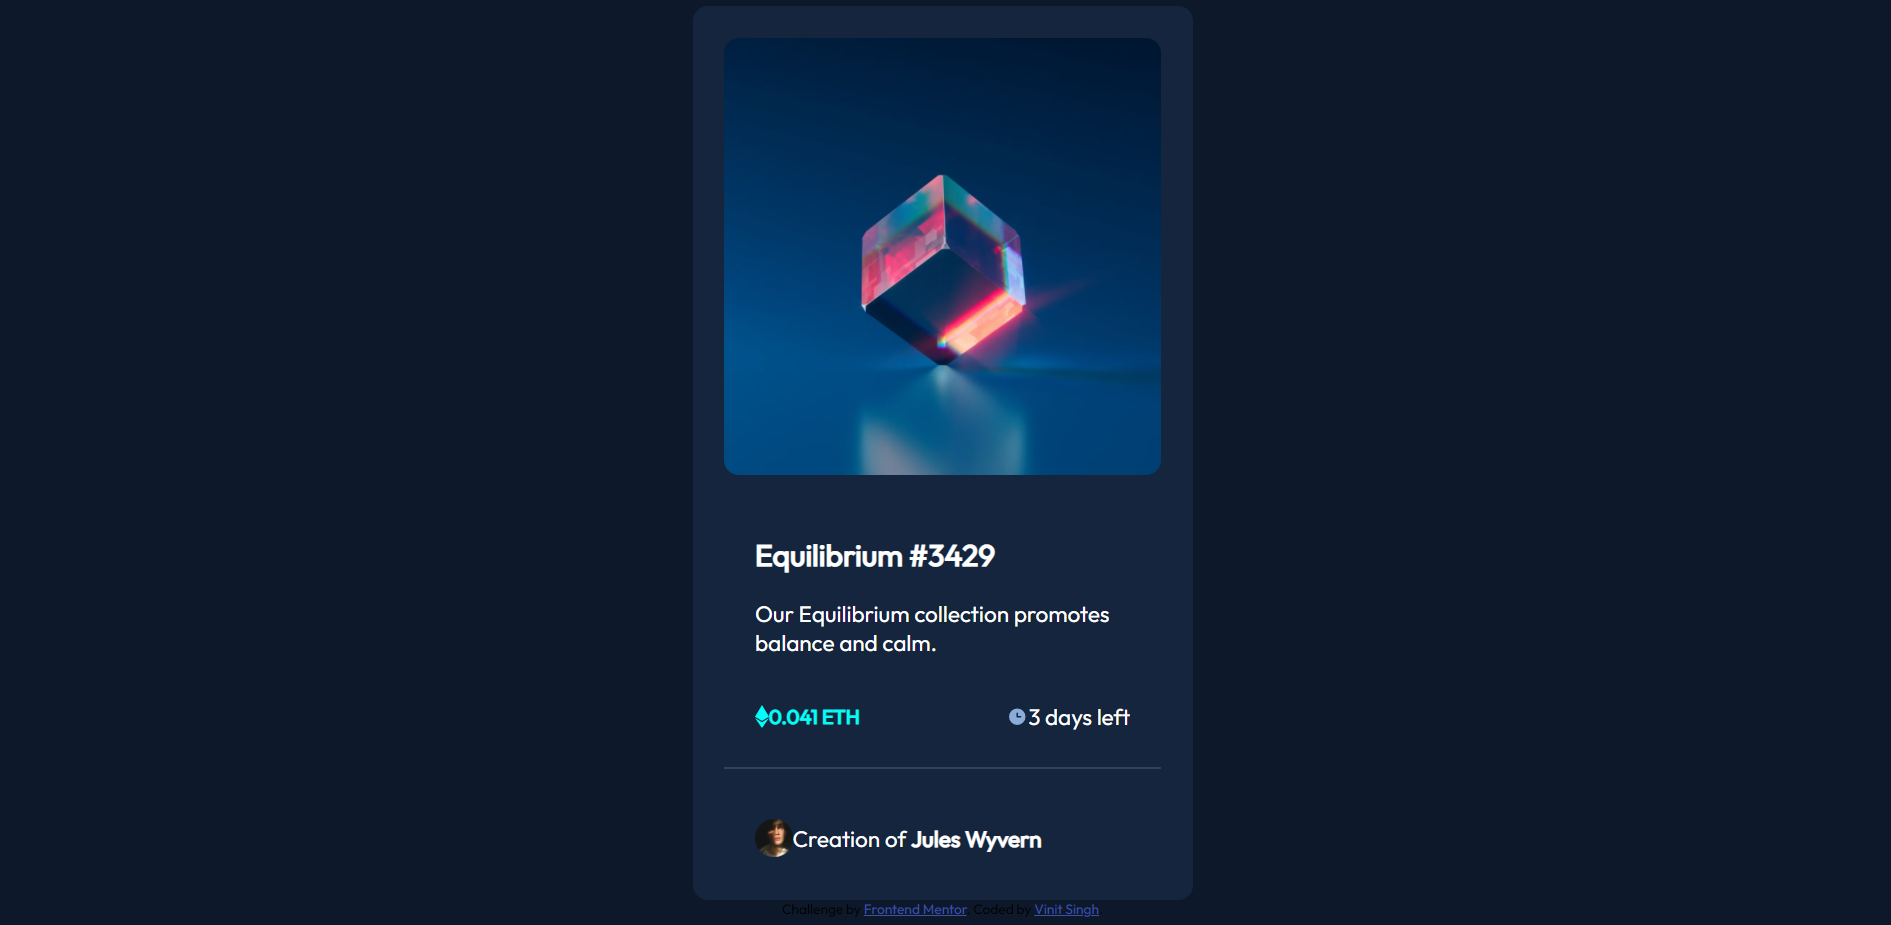 Equilibrium #3429
Our Equilibrium collection promotes
balance and calm.
0.041 ETH
3 days left
Creation of Jules Wyvern
Challenge by Frontend Mentor. Coded by Vinit Singh.